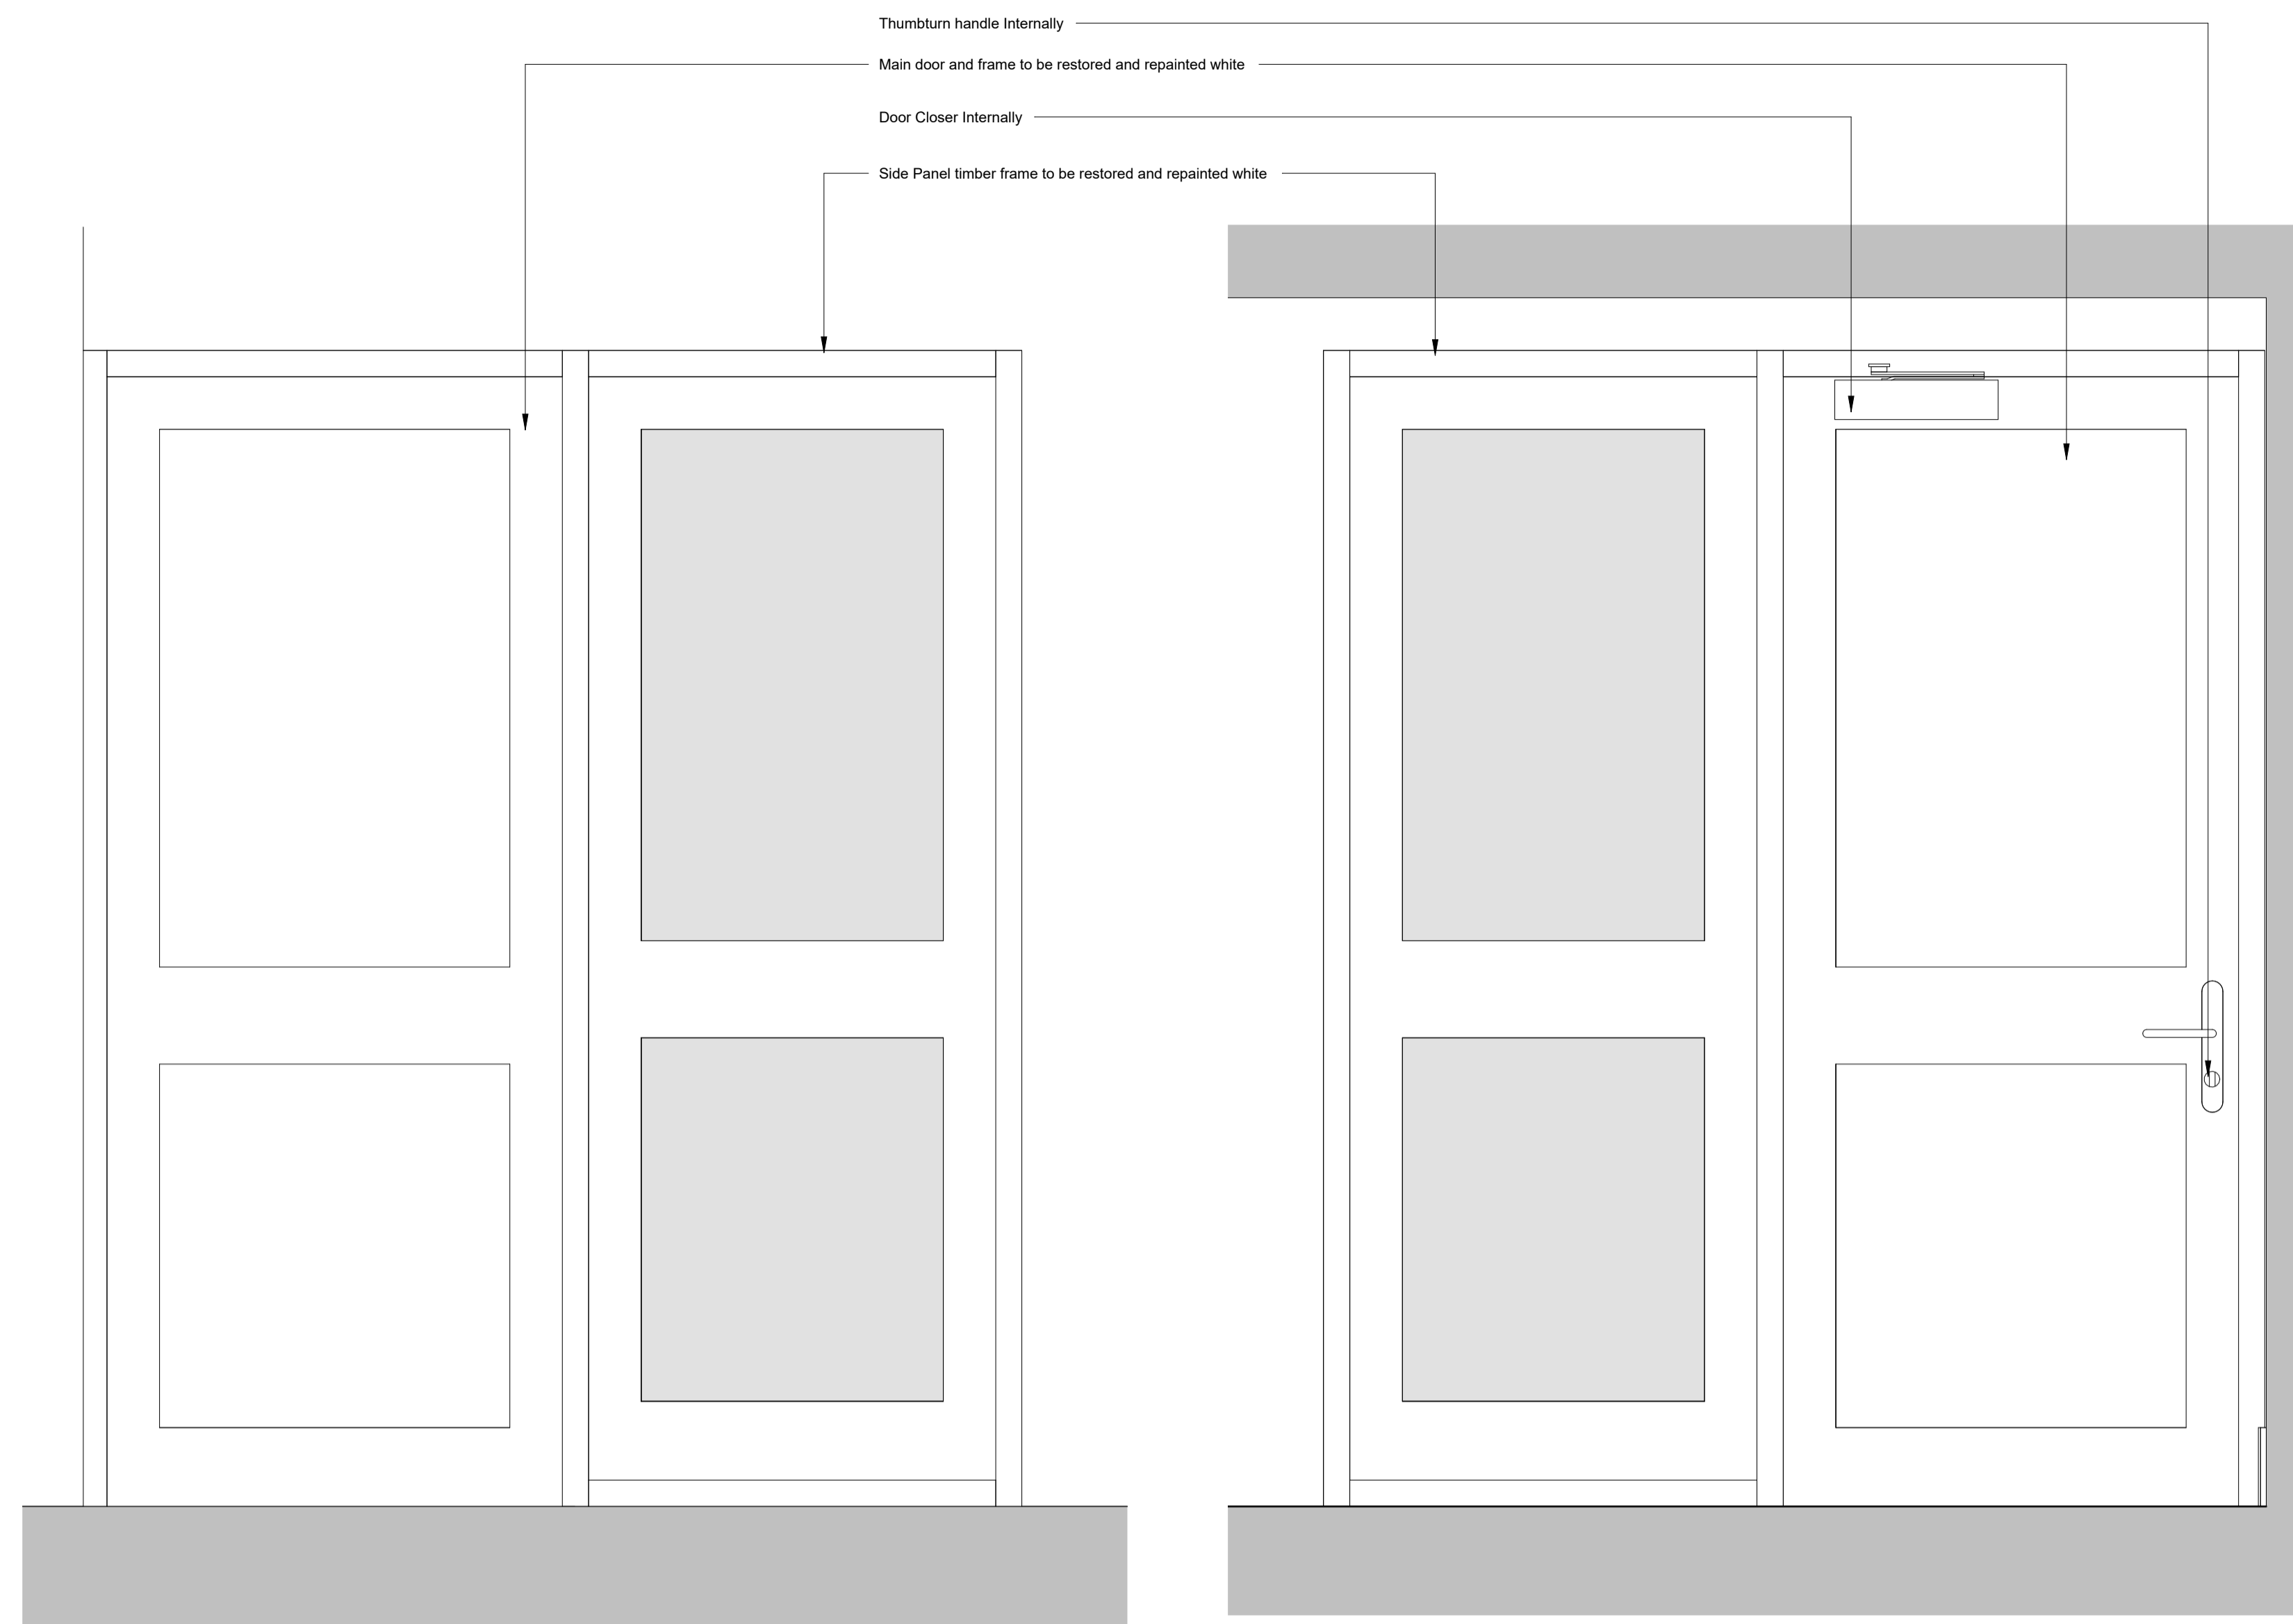 Thumbturn handle Internally
Main door and frame to be restored and repainted white
Door Closer Internally
Side Panel timber frame to be restored and repainted white